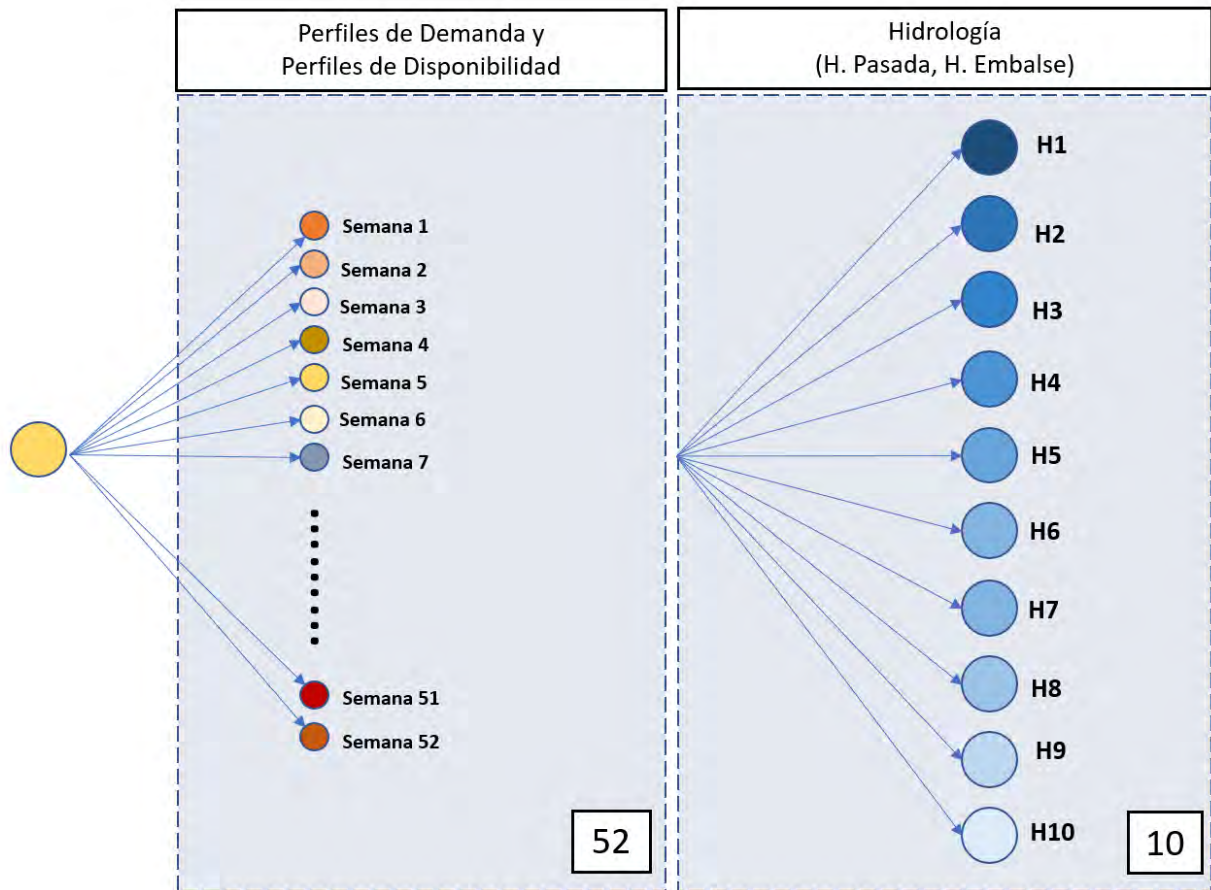 Perfiles de Demanda y
Perfiles de Disponibilidad
Hidrología
(H. Pasada, H. Embalse)
Semana 1
Semana 2
Semana 3
Semana 4
Semana 5
Semana 6
Semana 7
Semana 51
Semana 52
52
H1
H2
H3
H4
H5
H6
H7
H8
H9
H10
10